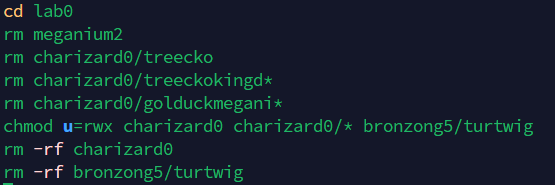 cd lab0
rm meganium2
rm charizard0/treecko
rm charizard0/treeckokingd*
rm charizard0/golduckmegani*
chmod u=rwx charizard0 charizard0/* bronzong5/turtwig
rm -rf charizard0
rm -rf bronzong5/turtwig